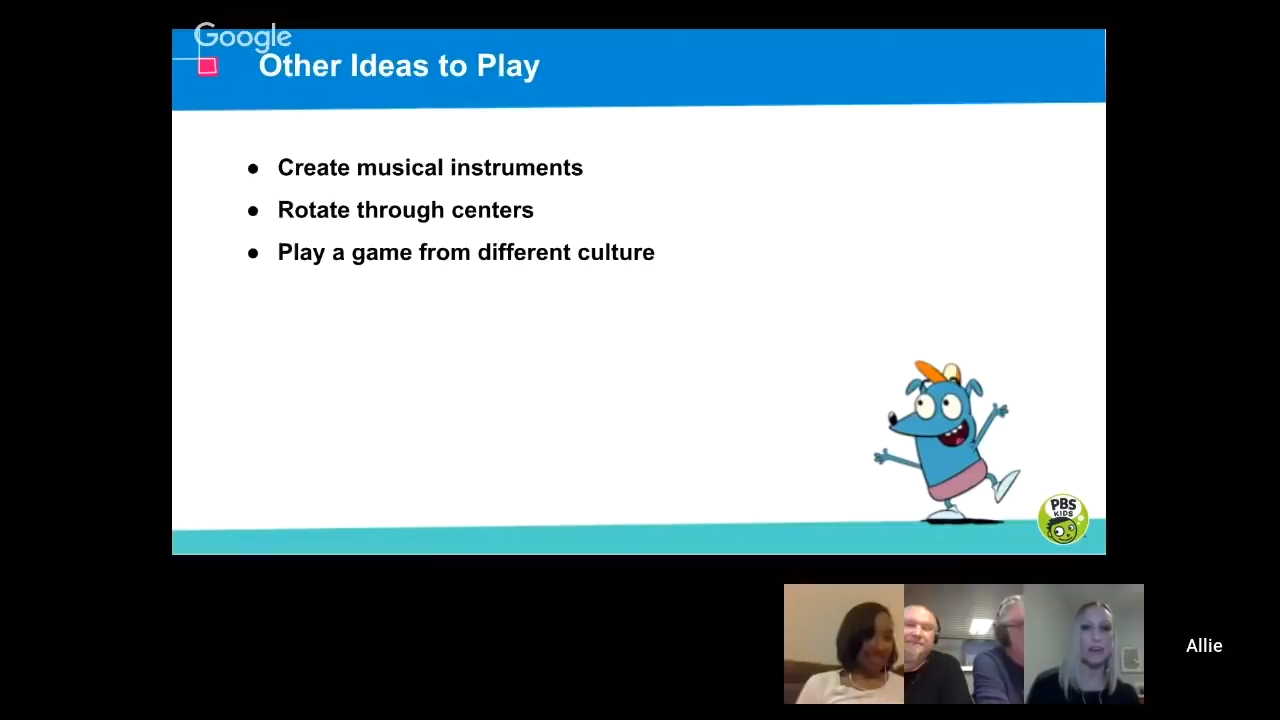 Google
Other Ideas to Play
● Create musical instruments
● Rotate through centers
● Play a game from different culture
PBS
KIDS
Allie